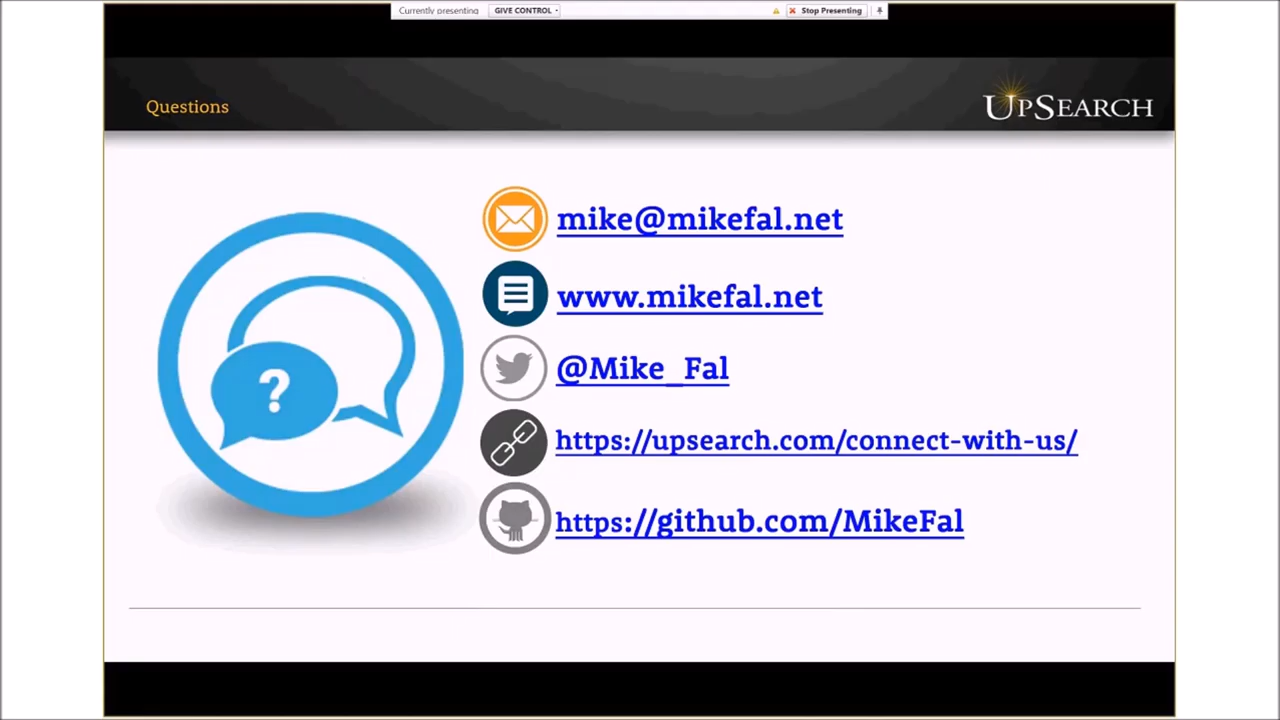 Currently presenting GIVE CONTROL Stop Presenting
Questions
UPSEARCH
mike@mikefal.net
www.mikefal.net
@Mike_Fal
?
https://upsearch.com/connect-with-us/
https://github.com/MikeFal